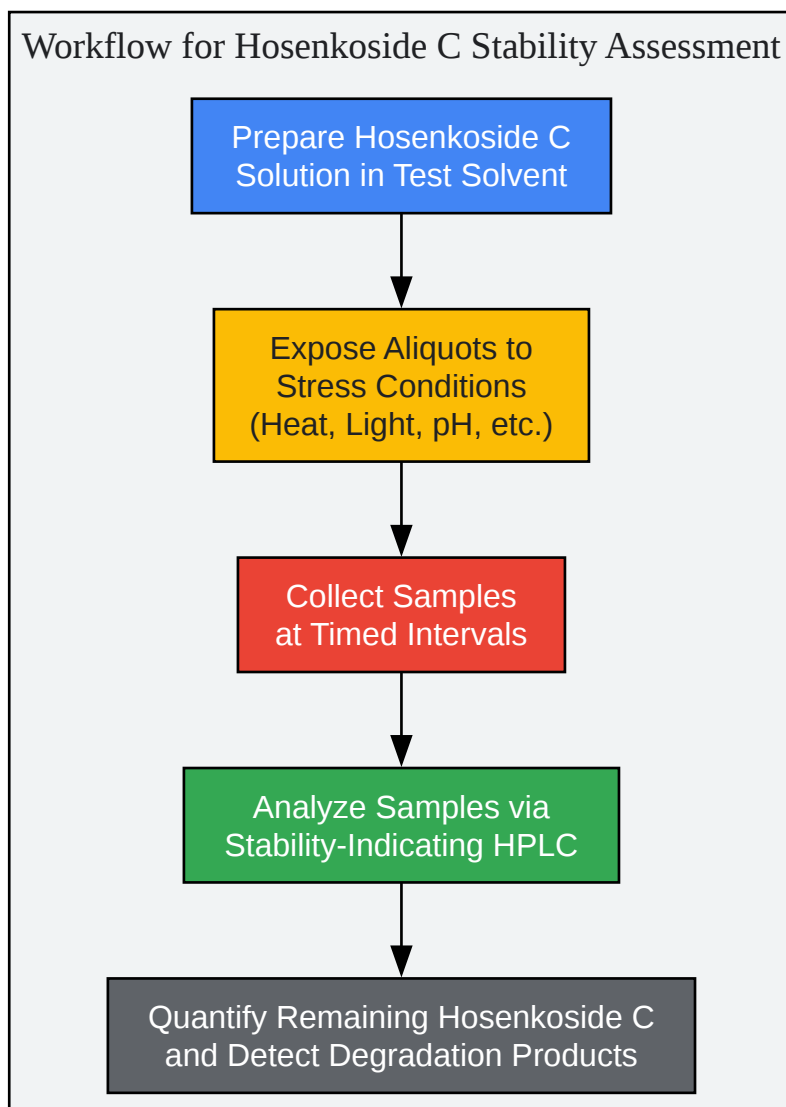 Workflow for Hosenkoside C Stability Assessment
Prepare Hosenkoside C
Solution in Test Solvent
Expose Aliquots to
Stress Conditions
(Heat, Light, pH, etc.)
Collect Samples
at Timed Intervals
Analyze Samples via
Stability-Indicating HPLC
Quantify Remaining Hosenkoside C
and Detect Degradation Products